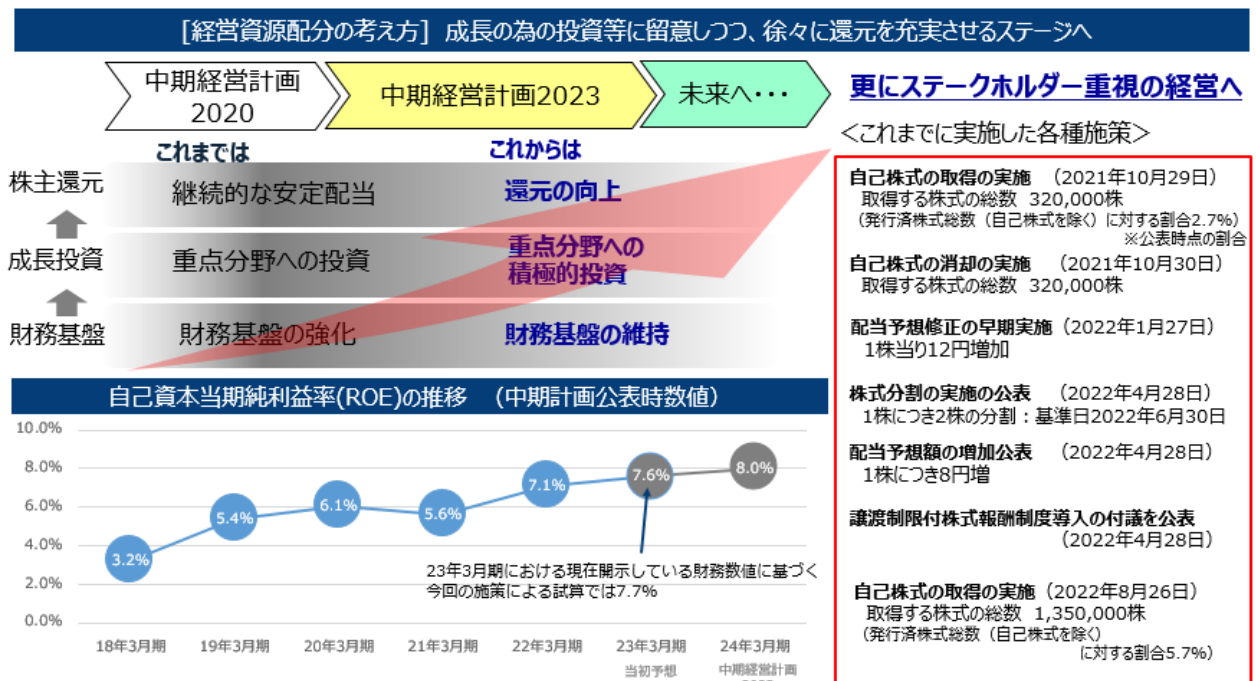 [経営資源配分の考え方] 成長の為の投資等に留意しつつ、徐々に還元を充実させるステージへ
中期経営計画
2020
中期経営計画2023
未来へ・・・
これまでは
これからは
株主還元
継続的な安定配当
還元の向上
成長投資
重点分野への投資
重点分野への
積極的投資
財務基盤
財務基盤の強化
財務基盤の維持
自己資本当期純利益率(ROE)の推移 （中期計画公表時数値）
10.0%
8.0%
6.0%
4.0%
2.0%
0.0%
3.2%
5.4%
6.1%
5.6%
7.1%
7.6%
8.0%
23年3月期における現在開示している財務数値に基づく
今回の施策による試算では7.7%
18年3月期
19年3月期
20年3月期
21年3月期
22年3月期
23年3月期
当初予想
24年3月期
中期経営計画
更にステークホルダー重視の経営へ
＜これまでに実施した各種施策＞
自己株式の取得の実施 （2021年10月29日）
取得する株式の総数 320,000株
（発行済株式総数（自己株式を除く）に対する割合2.7%）
※公表時点の割合
自己株式の消却の実施 （2021年10月30日）
取得する株式の総数 320,000株
配当予想修正の早期実施（2022年1月27日）
1株当り12円増加
株式分割の実施の公表 （2022年4月28日）
1株につき2株の分割：基準日2022年6月30日
配当予想額の増加公表 （2022年4月28日）
1株につき8円増
譲渡制限付株式報酬制度導入の付議を公表
（2022年4月28日）
自己株式の取得の実施（2022年8月26日）
取得する株式の総数 1,350,000株
（発行済株式総数（自己株式を除く）
に対する割合5.7%）